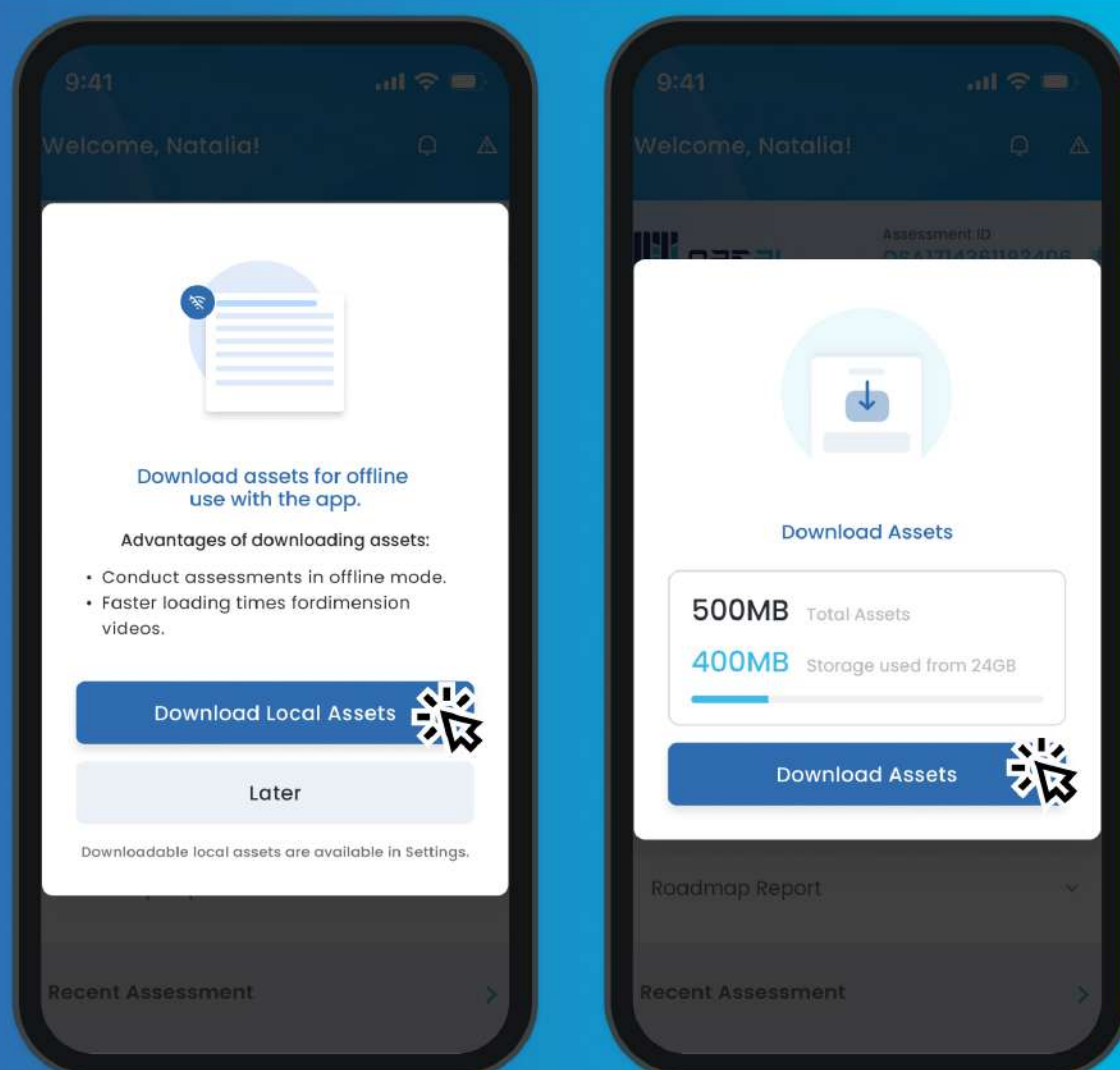 9:41
Welcome, Natalia!
Download assets for offline
use with the app.
Advantages of downloading assets:
• Conduct assessments in offline mode.
• Faster loading times fordimension
videos.
Download Local Assets
Later
Downloadable local assets are available in Settings.
Recent Assessment
9:41
Welcome, Natalia!
Assessment ID
Download Assets
500MB Total Assets
400MB Storage used from 24GB
Download Assets
Roadmap Report
Recent Assessment